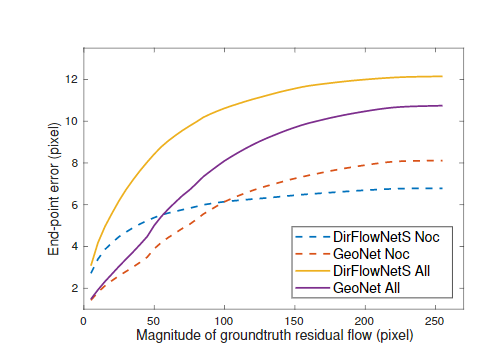 12
10
8
6
4
2
0
50
100
150
200
250
End-point error (pixel)
Magnitude of groundtruth residual flow (pixel)
DirFlowNetS Noc
GeoNet Noc
DirFlowNetS All
GeoNet All